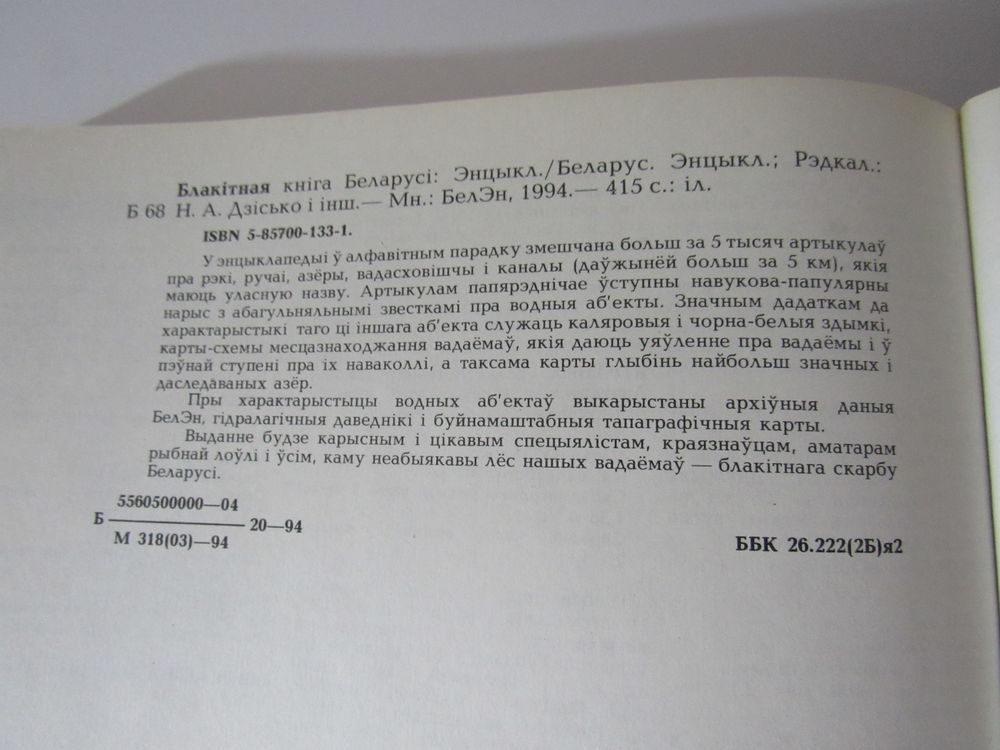 Блакітная кніга Беларусі: Энцыкл./Беларус. Энцыкл.; Рэдкал.:
Б 68 Н. А. Дзісько і інш.— Мн.: БелЭн, 1994.— 415 с.: іл.
ISBN 5-85700-133-1.
У энцыклапедыі ў алфавітным парадку змешчана больш за 5 тысяч артыкулаў
пра рэкі, ручаі, азёры, вадасховішчы і каналы (даўжынёй больш за 5 км), якія
маюць уласную назву. Артыкулам папярэднічае ўступны навукова-папулярны
нарыс з абагульняльнымі звесткамі пра водныя аб'екты. Значным дадаткам да
характарыстыкі таго ці іншага аб'екта служаць каляровыя і чорна-белыя здымкі,
карты-схемы месцазнаходжання вадаёмаў, якія даюць уяўленне пра вадаёмы і ў
пэўнай ступені пра іх наваколлі, а таксама карты глыбінь найбольш значных і
даследаваных азёр.
Пры характарыстыцы водных аб'ектаў выкарыстаны архіўныя даныя
БелЭн, гідралагічныя даведнікі і буйнамаштабныя тапаграфічныя карты.
Выданне будзе карысным і цікавым спецыялістам, краязнаўцам, аматарам
рыбнай лоўлі і ўсім, каму неабыякавы лёс нашых вадаёмаў — блакітнага скарбу
Беларусі.
5560500000—04
Б 20—94
М 318(03)—94
ББК 26.222(2Б)я2